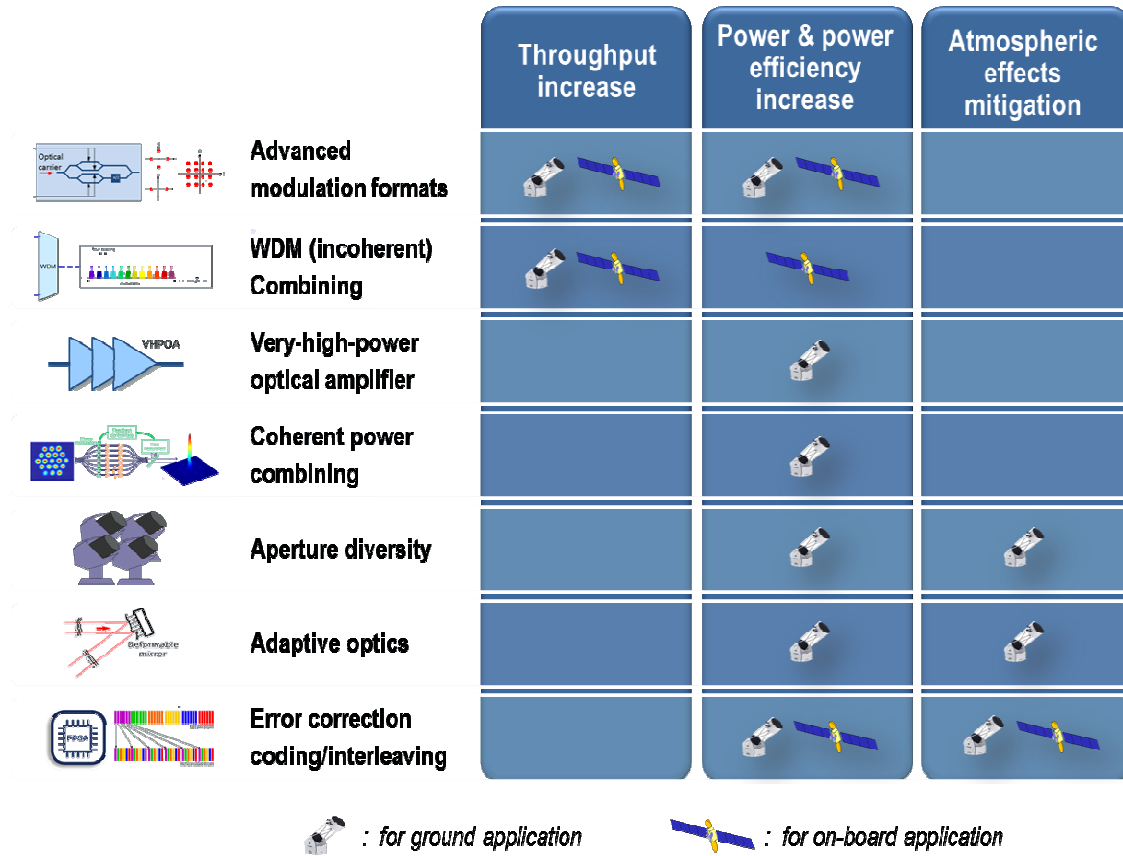 Throughput
increase
Power & power
efficiency
increase
Atmospheric
effects
mitigation
Optical
carrier
Advanced
modulation formats
WDM
WDM (incoherent)
Combining
VHPOA
Very-high-power
optical amplifier
Coherent power
combining
Aperture diversity
Deformable
mirror
Adaptive optics
FPGA
Error correction
coding/interleaving
: for ground application
: for on-board application